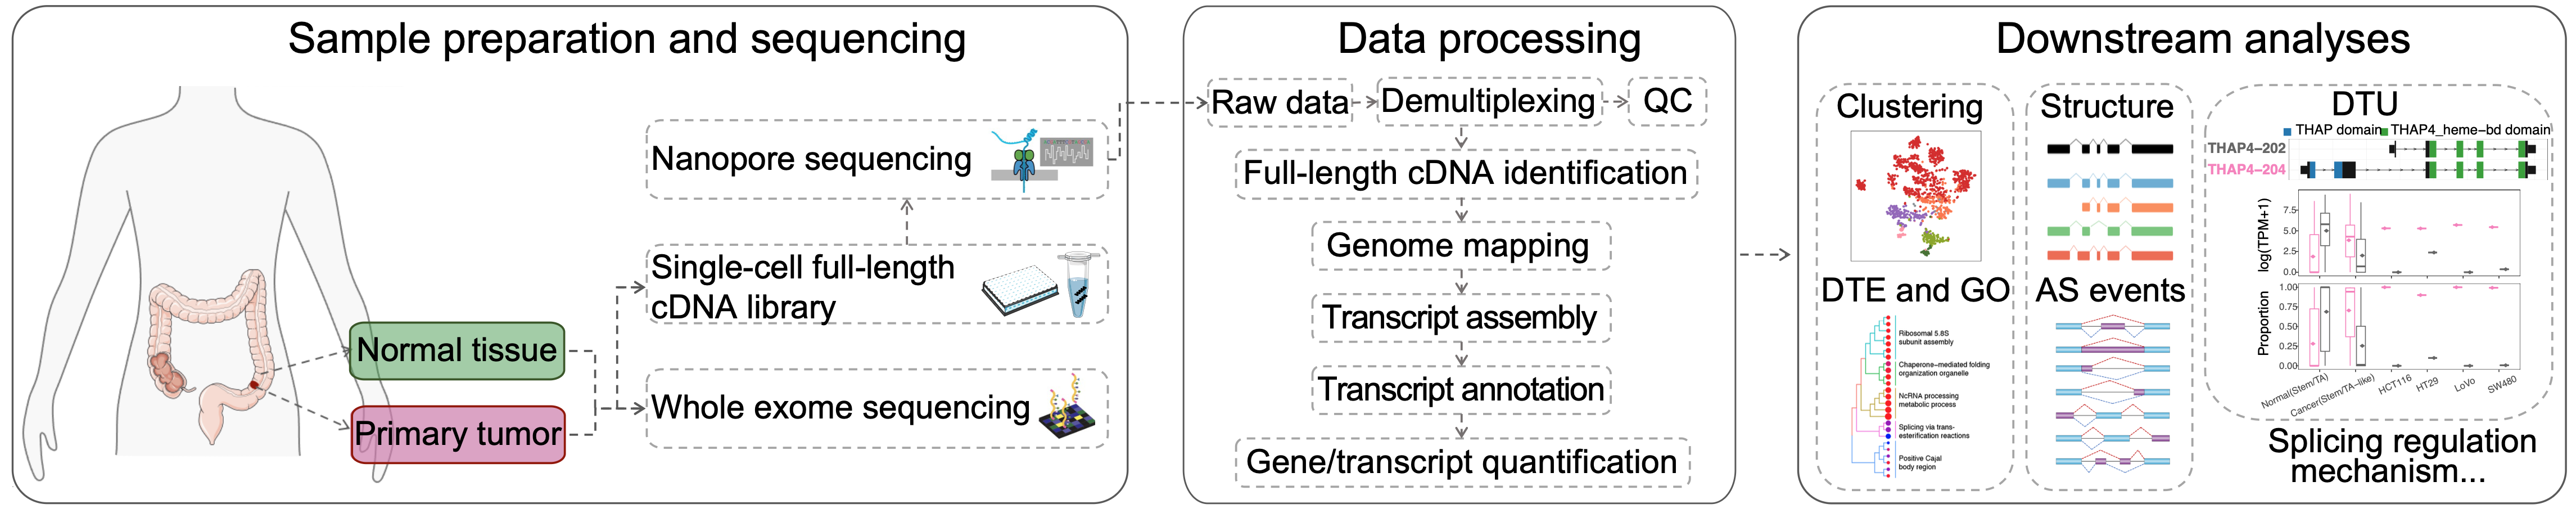 Sample preparation and sequencing
Normal tissue
Primary tumor
Nanopore sequencing
Single-cell full-length
cDNA library
Whole exome sequencing
Data processing
Raw data
Demultiplexing
QC
Full-length cDNA identification
Genome mapping
Transcript assembly
Transcript annotation
Gene/transcript quantification
Downstream analyses
Clustering
DTE and GO
Ribosomal 5.8S
subunit assembly
Chaperone-mediated folding
organization organelle
NcRNA processing
metabolic process
Splicing via trans-
esterification reactions
Positive Cajal
body region
Structure
AS events
DTU
THAP domain
THAP4_heme-bd domain
THAP4-202
THAP4-204
log(TPM+1)
7.5
5.0
2.5
0.0
Proportion
1.00
0.75
0.50
0.25
0.00
Normal(Stem/TA)
Cancer(Stem/TA-like)
HCT116
HT29
LoVo
SW480
Splicing regulation
mechanism...